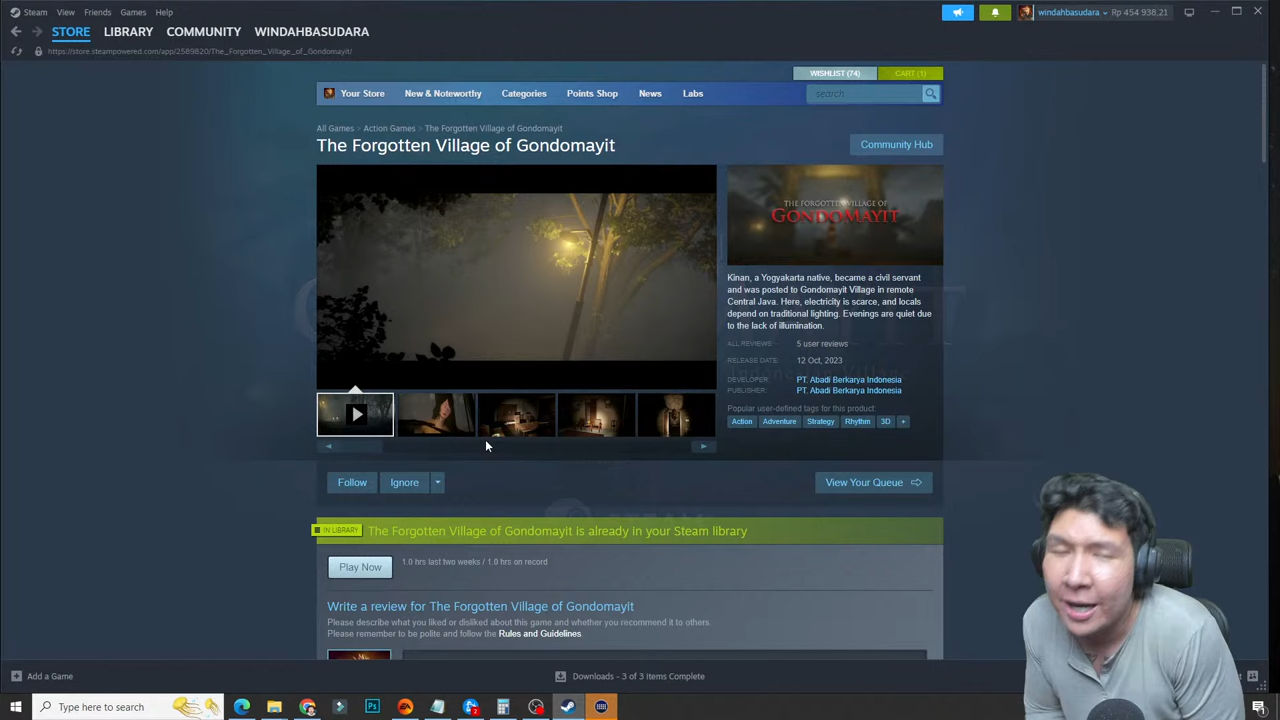 Steam View Friends Games Help
windahbasudara Rp 454 938,21
STORE LIBRARY COMMUNITY WINDAHBASUDARA
https://store.steampowered.com/app/2589820/The_Forgotten_Village_of_Gondomayit/
WISHLIST (74) CART (1)
Your Store New & Noteworthy Categories Points Shop News Labs search
All Games > Action Games > The Forgotten Village of Gondomayit
The Forgotten Village of Gondomayit
Community Hub
THE FORGOTTEN VILLAGE OF
GONDOMAYIT
Kinan, a Yogyakarta native, became a civil servant
and was posted to Gondomayit Village in remote
Central Java. Here, electricity is scarce, and locals
depend on traditional lighting. Evenings are quiet due
to the lack of illumination.
ALL REVIEWS: 5 user reviews
RELEASE DATE: 12 Oct, 2023
DEVELOPER: PT. Abadi Berkarya Indonesia
PUBLISHER: PT. Abadi Berkarya Indonesia
Popular user-defined tags for this product:
Action Adventure Strategy Rhythm 3D +
Follow Ignore View Your Queue
IN LIBRARY The Forgotten Village of Gondomayit is already in your Steam library
Play Now 1.0 hrs last two weeks / 1.0 hrs on record
Write a review for The Forgotten Village of Gondomayit
Please describe what you liked or disliked about this game and whether you recommend it to others.
Please remember to be polite and follow the Rules and Guidelines
Add a Game Downloads - 3 of 3 Items Complete
Type here to search